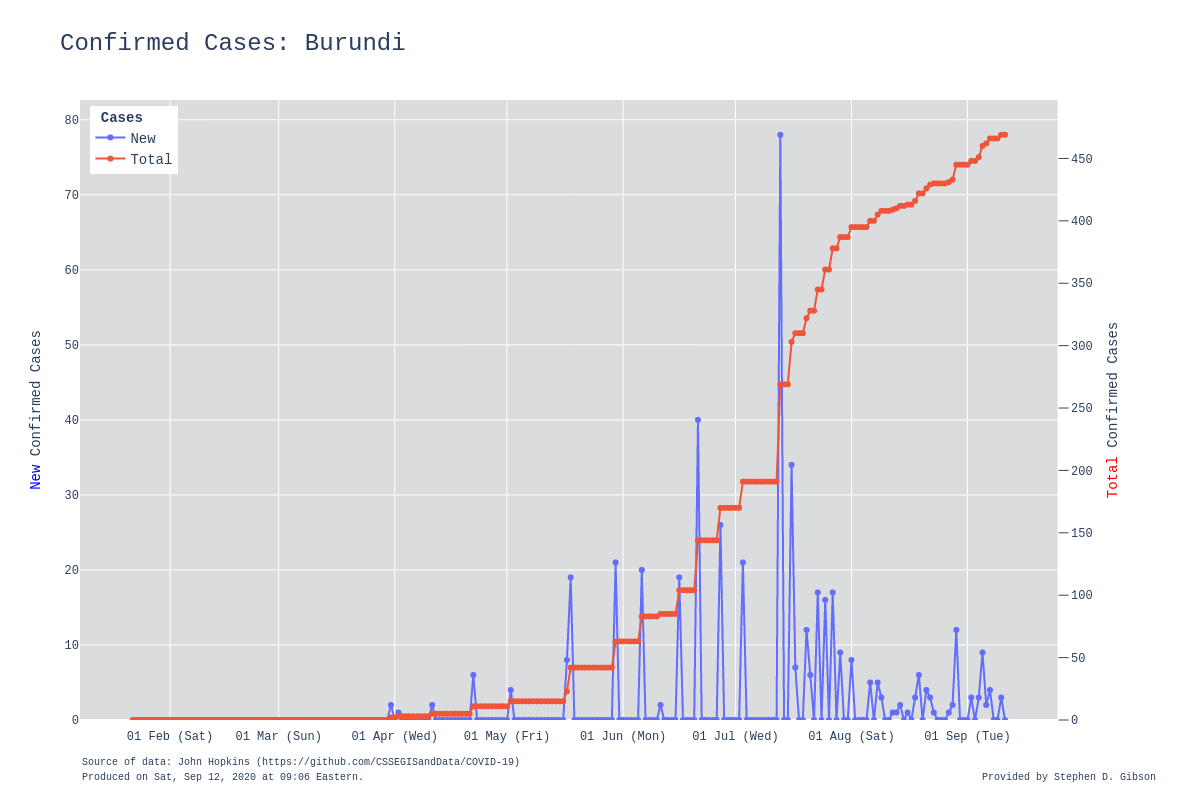 Confirmed Cases: Burundi
Cases
New
Total
80
70
60
50
40
30
20
10
0
New Confirmed Cases
450
400
350
300
250
200
150
100
50
0
Total Confirmed Cases
01 Feb (Sat) 01 Mar (Sun) 01 Apr (Wed) 01 May (Fri) 01 Jun (Mon) 01 Jul (Wed) 01 Aug (Sat) 01 Sep (Tue)
Source of data: John Hopkins (https://github.com/CSSEGISandData/COVID-19)
Produced on Sat, Sep 12, 2020 at 09:06 Eastern.
Provided by Stephen D. Gibson